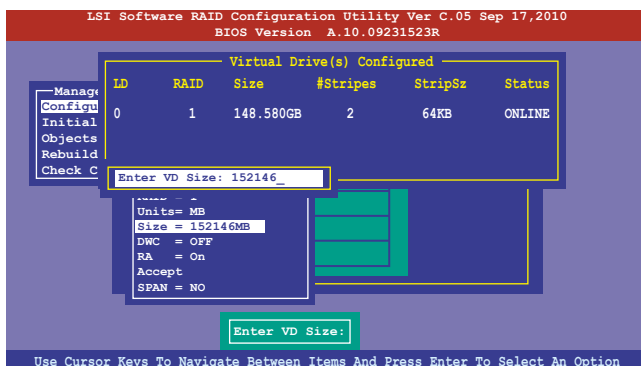 LSI Software RAID Configuration Utility Ver C.05 Sep 17,2010
BIOS Version A.10.09231523R
Virtual Drive(s) Configured
LD RAID Size #Stripes StripSz Status
0 1 148.580GB 2 64KB ONLINE
Manage
Configu
Initial
Objects
Rebuild
Check C
Enter VD Size: 152146_
RAID = 1
Units= MB
Size = 152146MB
DWC = OFF
RA = On
Accept
SPAN = NO
Enter VD Size:
Use Cursor Keys To Navigate Between Items And Press Enter To Select An Option